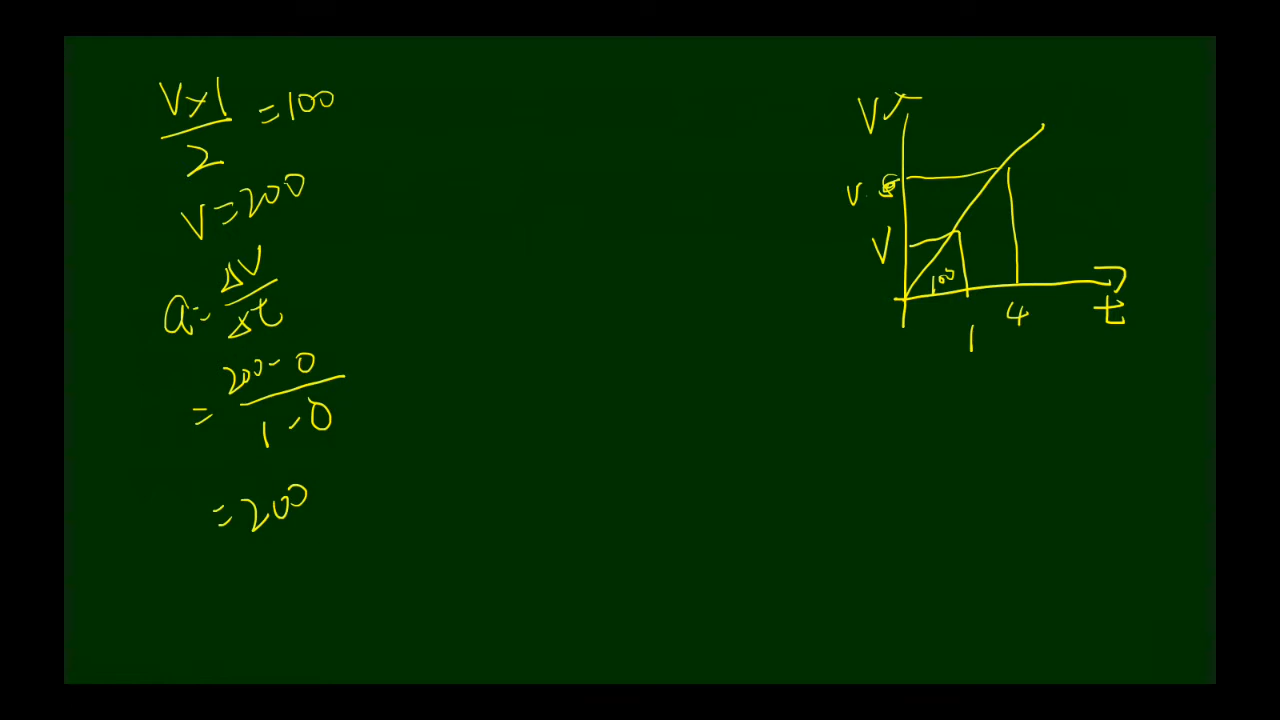 V×1/2 =100
V=200
a= ΔV/Δt
= 200-0/1-0
=200
V
V
V
100
1
4
t